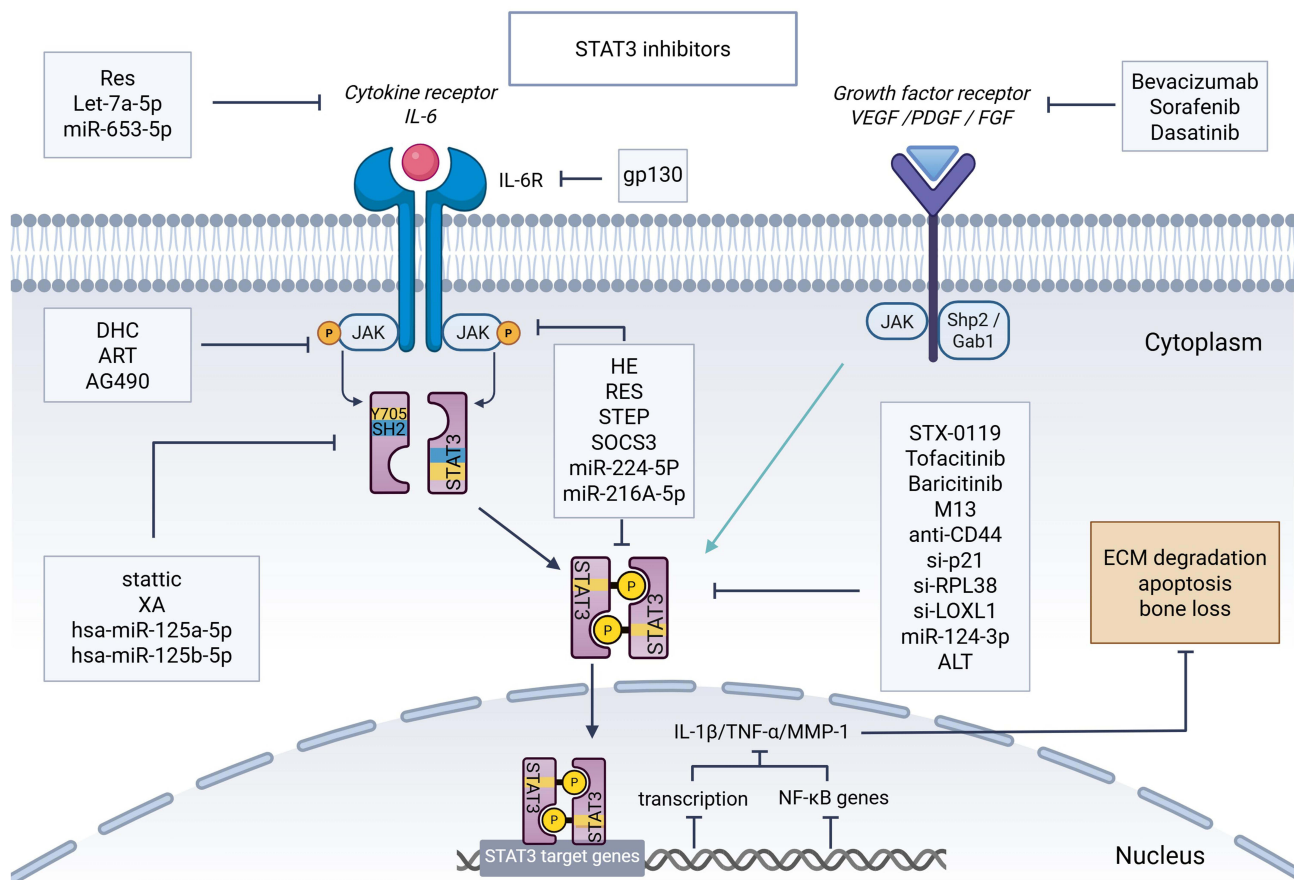 STAT3 inhibitors
Res
Let-7a-5p
miR-653-5p
Cytokine receptor
IL-6
Growth factor receptor
VEGF /PDGF / FGF
Bevacizumab
Sorafenib
Dasatinib
IL-6R
gp130
DHC
ART
AG490
P
JAK
JAK
P
JAK
Shp2 /
Gab1
Cytoplasm
HE
RES
STEP
SOCS3
miR-224-5P
miR-216A-5p
Y705
SH2
STAT3
STX-0119
Tofacitinib
Baricitinib
M13
anti-CD44
si-p21
si-RPL38
si-LOXL1
miR-124-3p
ALT
stattic
XA
hsa-miR-125a-5p
hsa-miR-125b-5p
STAT3
P
P
STAT3
ECM degradation
apoptosis
bone loss
IL-1β/TNF-α/MMP-1
transcription
NF-κB genes
STAT3
P
P
STAT3
STAT3 target genes
Nucleus